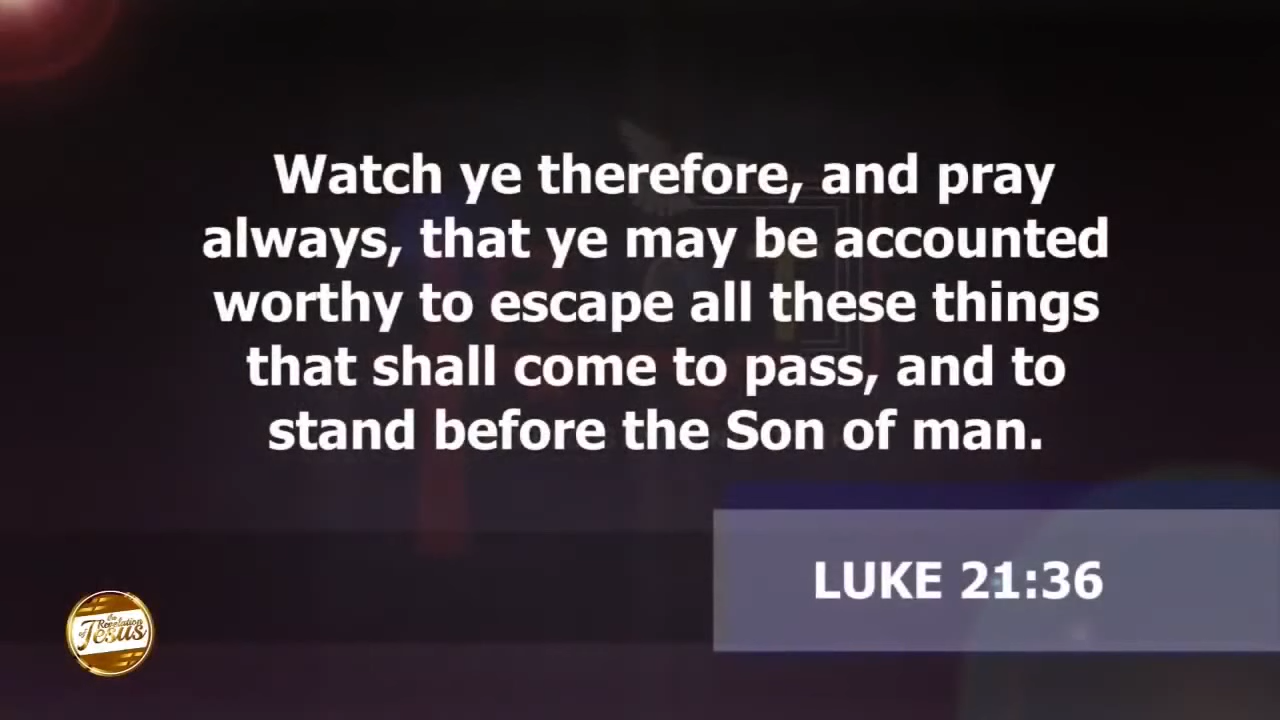 Watch ye therefore, and pray
always, that ye may be accounted
worthy to escape all these things
that shall come to pass, and to
stand before the Son of man.
LUKE 21:36
the
Revelation
of Jesus